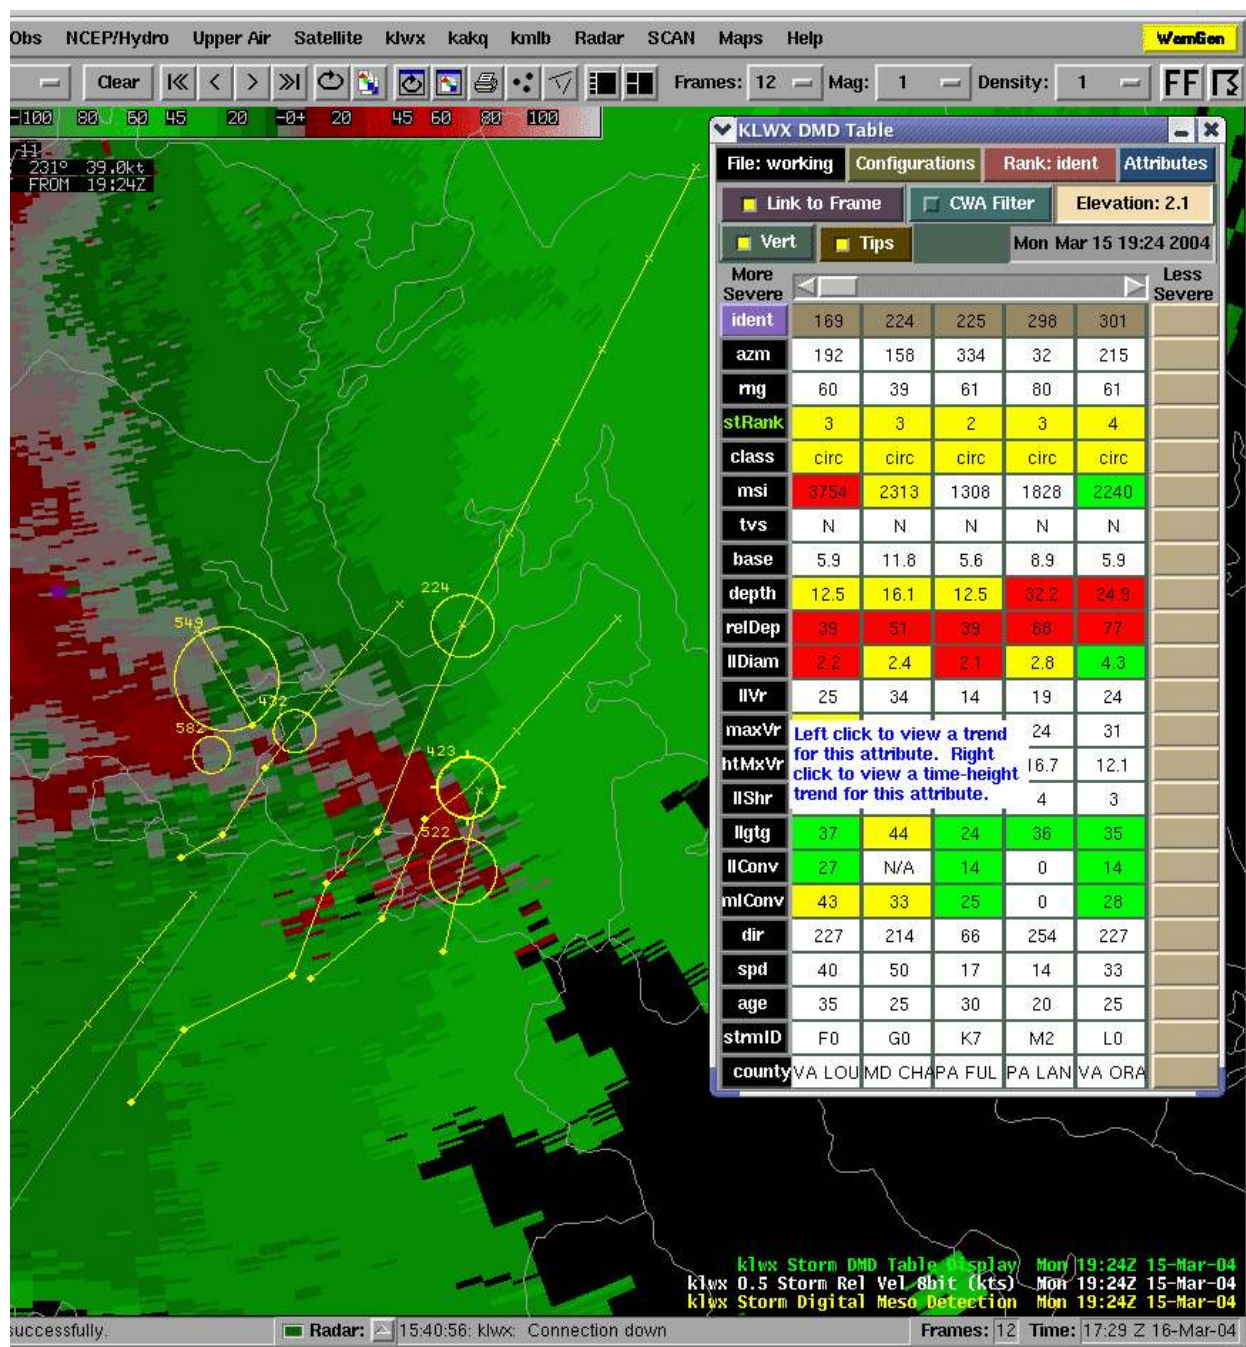 Obs NCEP/Hydro Upper Air Satellite klwx kakq kmlb Radar SCAN Maps Help WarnGen
Clear Frames: 12 Mag: 1 Density: 1 FF
-100 80 60 45 20 -0+ 20 45 60 80 100
231° 39.0kt
FROM 19:24Z
KLWX DMD Table
File: working Configurations Rank: ident Attributes
Link to Frame CWA Filter Elevation: 2.1
Vert Tips Mon Mar 15 19:24 2004
More Severe Less Severe
ident 169 224 225 298 301
azm 192 158 334 32 215
rng 60 39 61 80 61
stRank 3 3 2 3 4
class circ circ circ circ circ
msi 3754 2313 1308 1828 2240
tvs N N N N N
base 5.9 11.8 5.6 8.9 5.9
depth 12.5 16.1 12.5 32.2 24.9
relDep 39 51 39 68 77
llDiam 2.2 2.4 2.1 2.8 4.3
llVr 25 34 14 19 24
maxVr 24 31
htMxVr 16.7 12.1
llShr 4 3
Left click to view a trend
for this attribute. Right
click to view a time-height
trend for this attribute.
llgtg 37 44 24 36 35
llConv 27 N/A 14 0 14
mlConv 43 33 25 0 28
dir 227 214 66 254 227
spd 40 50 17 14 33
age 35 25 30 20 25
strmID F0 G0 K7 M2 L0
county VA LOU MD CHA PA FUL PA LAN VA ORA
224
549
432
582
423
522
klwx Storm DMD Table Display Mon 19:24Z 15-Mar-04
klwx 0.5 Storm Rel Vel 8bit (kts) Mon 19:24Z 15-Mar-04
klwx Storm Digital Meso Detection Mon 19:24Z 15-Mar-04
successfully. Radar: 15:40:56: klwx: Connection down Frames: 12 Time: 17:29 Z 16-Mar-04